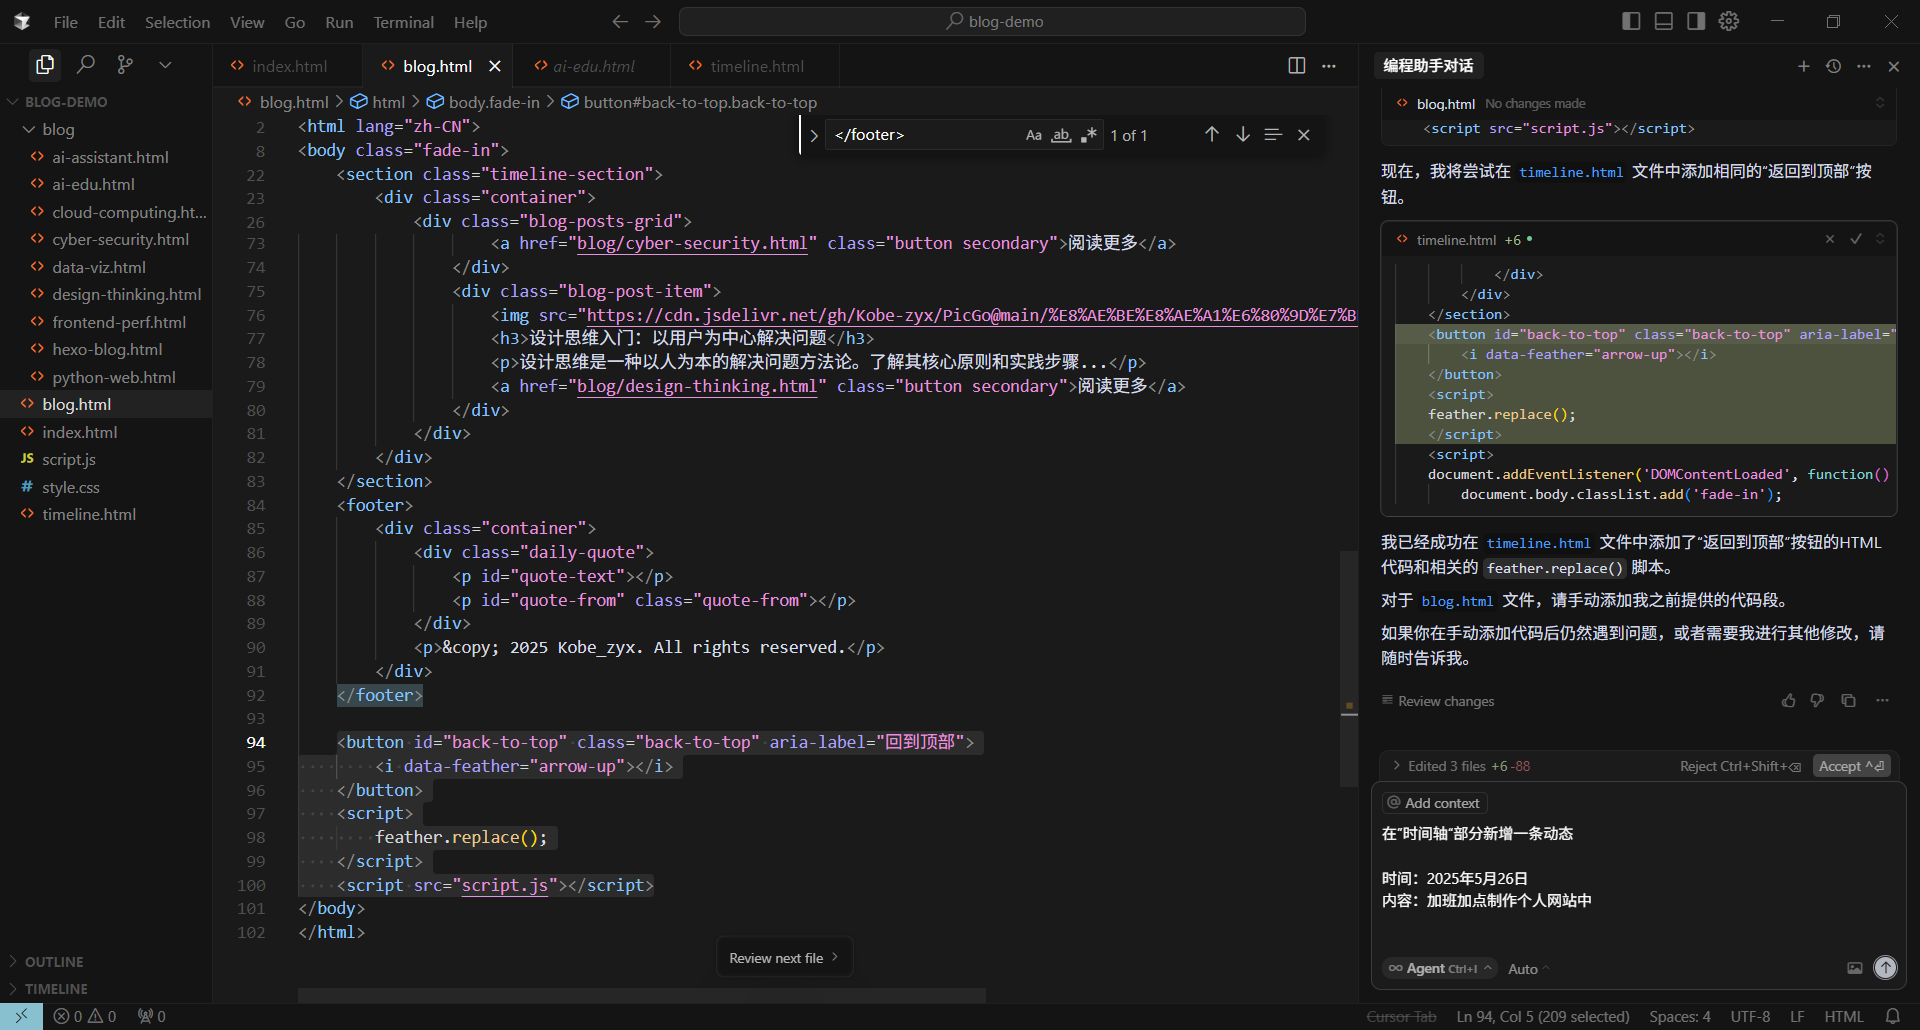 File Edit Selection View Go Run Terminal Help
blog-demo
index.html
blog.html
ai-edu.html
timeline.html
BLOG-DEMO
blog
ai-assistant.html
ai-edu.html
cloud-computing.ht...
cyber-security.html
data-viz.html
design-thinking.html
frontend-perf.html
hexo-blog.html
python-web.html
blog.html
index.html
JS script.js
# style.css
timeline.html
OUTLINE
TIMELINE
blog.html > html > body.fade-in > button#back-to-top.back-to-top
</footer>
Aa ab 1 of 1
2 <html lang="zh-CN">
8 <body class="fade-in">
22 <section class="timeline-section">
23 <div class="container">
26 <div class="blog-posts-grid">
73 <a href="blog/cyber-security.html" class="button secondary">阅读更多</a>
74 </div>
75 <div class="blog-post-item">
76 <img src="https://cdn.jsdelivr.net/gh/Kobe-zyx/PicGo@main/%E8%AE%BE%E8%AE%A1%E6%80%9D%E7%B
77 <h3>设计思维入门：以用户为中心解决问题</h3>
78 <p>设计思维是一种以人为本的解决问题方法论。了解其核心原则和实践步骤...</p>
79 <a href="blog/design-thinking.html" class="button secondary">阅读更多</a>
80 </div>
81 </div>
82 </div>
83 </section>
84 <footer>
85 <div class="container">
86 <div class="daily-quote">
87 <p id="quote-text"></p>
88 <p id="quote-from" class="quote-from"></p>
89 </div>
90 <p>&copy; 2025 Kobe_zyx. All rights reserved.</p>
91 </div>
92 </footer>
93
94 <button id="back-to-top" class="back-to-top" aria-label="回到顶部">
95 <i data-feather="arrow-up"></i>
96 </button>
97 <script>
98 feather.replace();
99 </script>
100 <script src="script.js"></script>
101 </body>
102 </html>
Review next file
编程助手对话
blog.html No changes made
<script src="script.js"></script>
现在，我将尝试在 timeline.html 文件中添加相同的“返回到顶部”按
钮。
timeline.html +6
</div>
</div>
</section>
<button id="back-to-top" class="back-to-top" aria-label="
<i data-feather="arrow-up"></i>
</button>
<script>
feather.replace();
</script>
<script>
document.addEventListener('DOMContentLoaded', function()
document.body.classList.add('fade-in');
我已经成功在 timeline.html 文件中添加了“返回到顶部”按钮的HTML
代码和相关的 feather.replace() 脚本。
对于 blog.html 文件，请手动添加我之前提供的代码段。
如果你在手动添加代码后仍然遇到问题，或者需要我进行其他修改，请
随时告诉我。
Review changes
Edited 3 files +6 -88 Reject Ctrl+Shift+⌫ Accept ^⏎
@ Add context
在”时间轴“部分新增一条动态
时间：2025年5月26日
内容：加班加点制作个人网站中
Agent Ctrl+I Auto
0 0 0
Cursor Tab Ln 94, Col 5 (209 selected) Spaces: 4 UTF-8 LF HTML